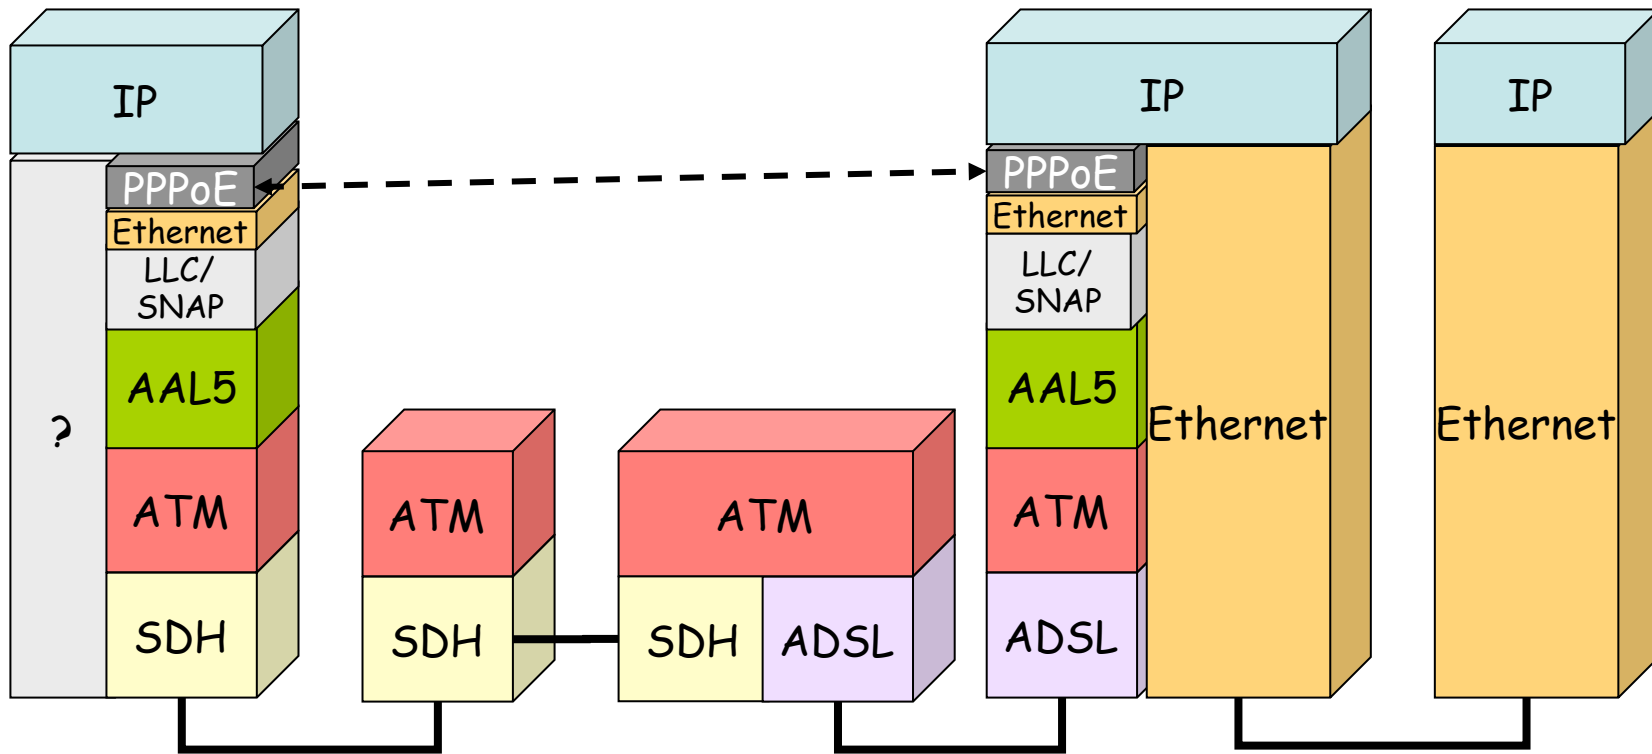 IP
PPPoE
Ethernet
LLC/
SNAP
AAL5
?
ATM
SDH
ATM
SDH
ATM
SDH
ADSL
IP
PPPoE
Ethernet
LLC/
SNAP
AAL5
ATM
ADSL
Ethernet
IP
Ethernet